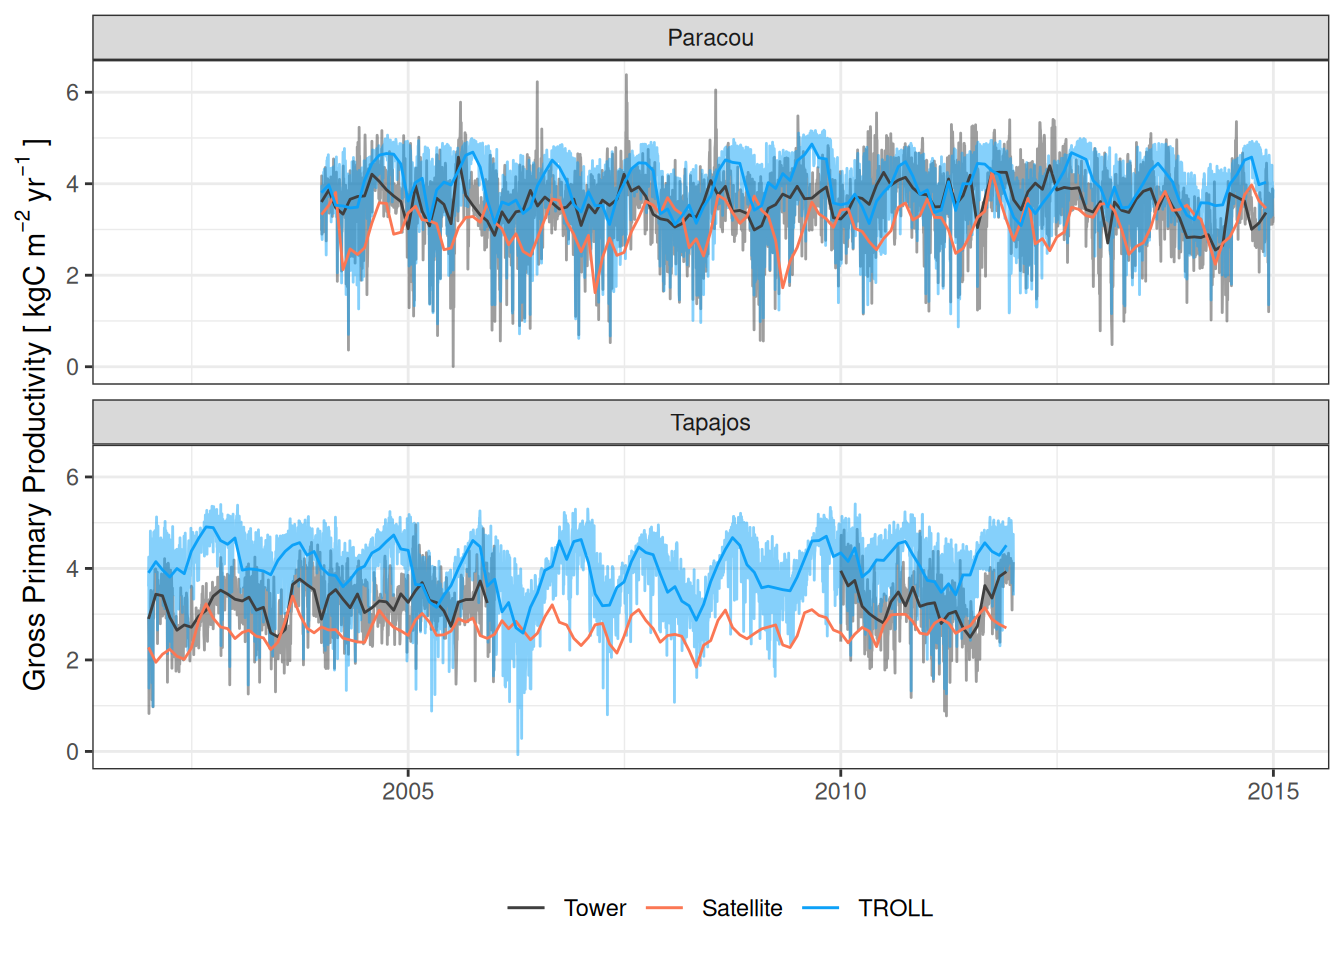 Paracou
Gross Primary Productivity [ kgC m⁻² yr⁻¹ ]
6
4
2
0
Tapajos
6
4
2
0
2005 2010 2015
Tower Satellite TROLL